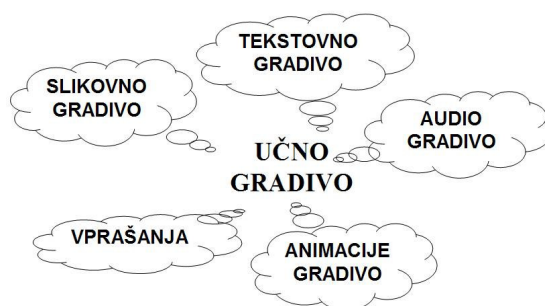 TEKSTOVNO
GRADIVO
SLIKOVNO
GRADIVO
AUDIO
GRADIVO
UČNO
GRADIVO
VPRAŠANJA
ANIMACIJE
GRADIVO